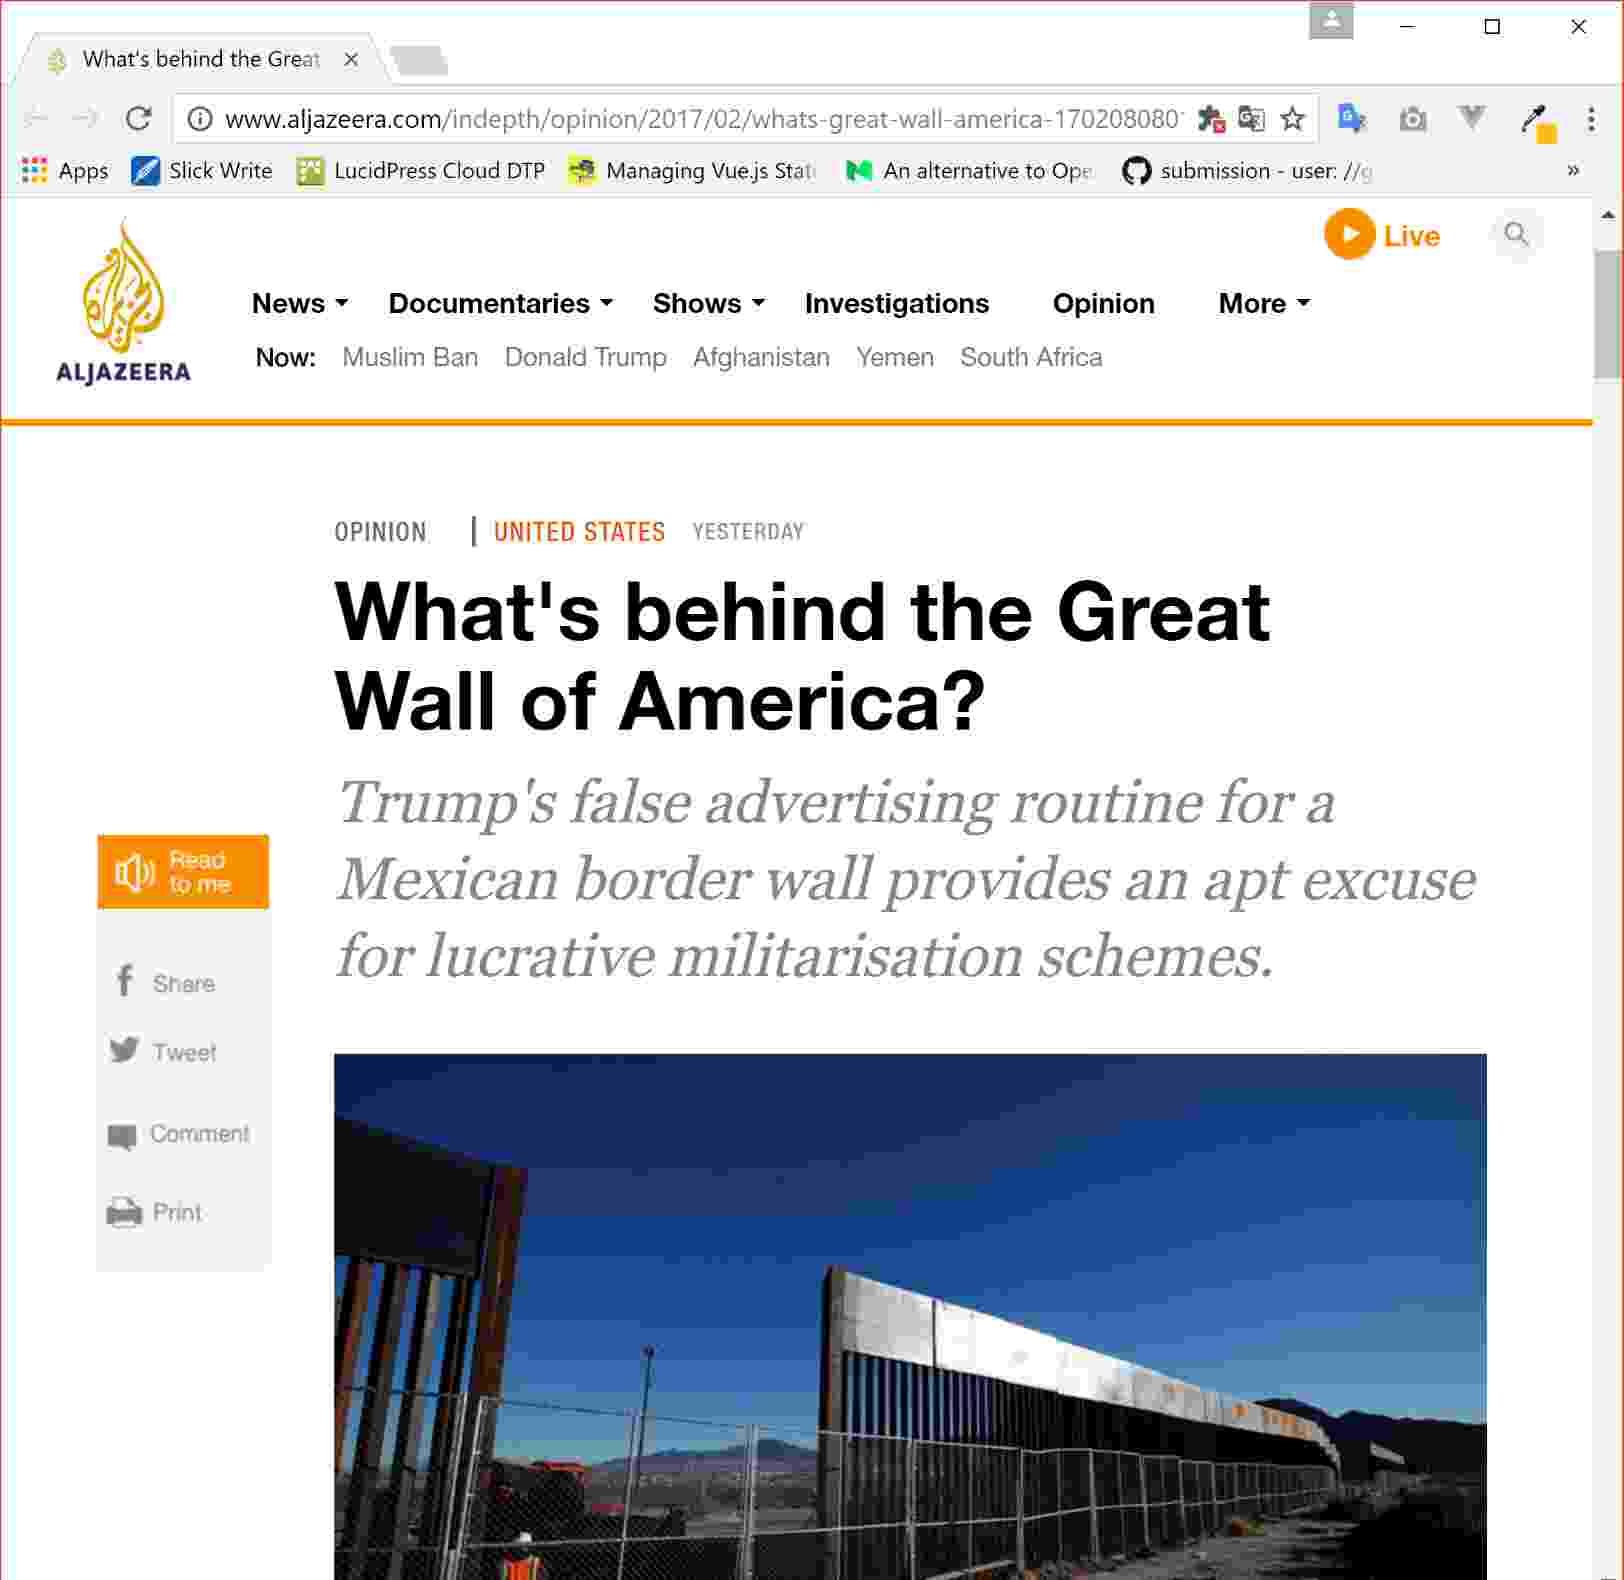 What's behind the Great
www.aljazeera.com/indepth/opinion/2017/02/whats-great-wall-america-170208080
Apps Slick Write LucidPress Cloud DTP Managing Vue.js Stat An alternative to Ope submission - user: //g
Live
News Documentaries Shows Investigations Opinion More
ALJAZEERA
Now: Muslim Ban Donald Trump Afghanistan Yemen South Africa
OPINION | UNITED STATES YESTERDAY
What's behind the Great
Wall of America?
Trump's false advertising routine for a
Mexican border wall provides an apt excuse
for lucrative militarisation schemes.
Read
to me
Share
Tweet
Comment
Print